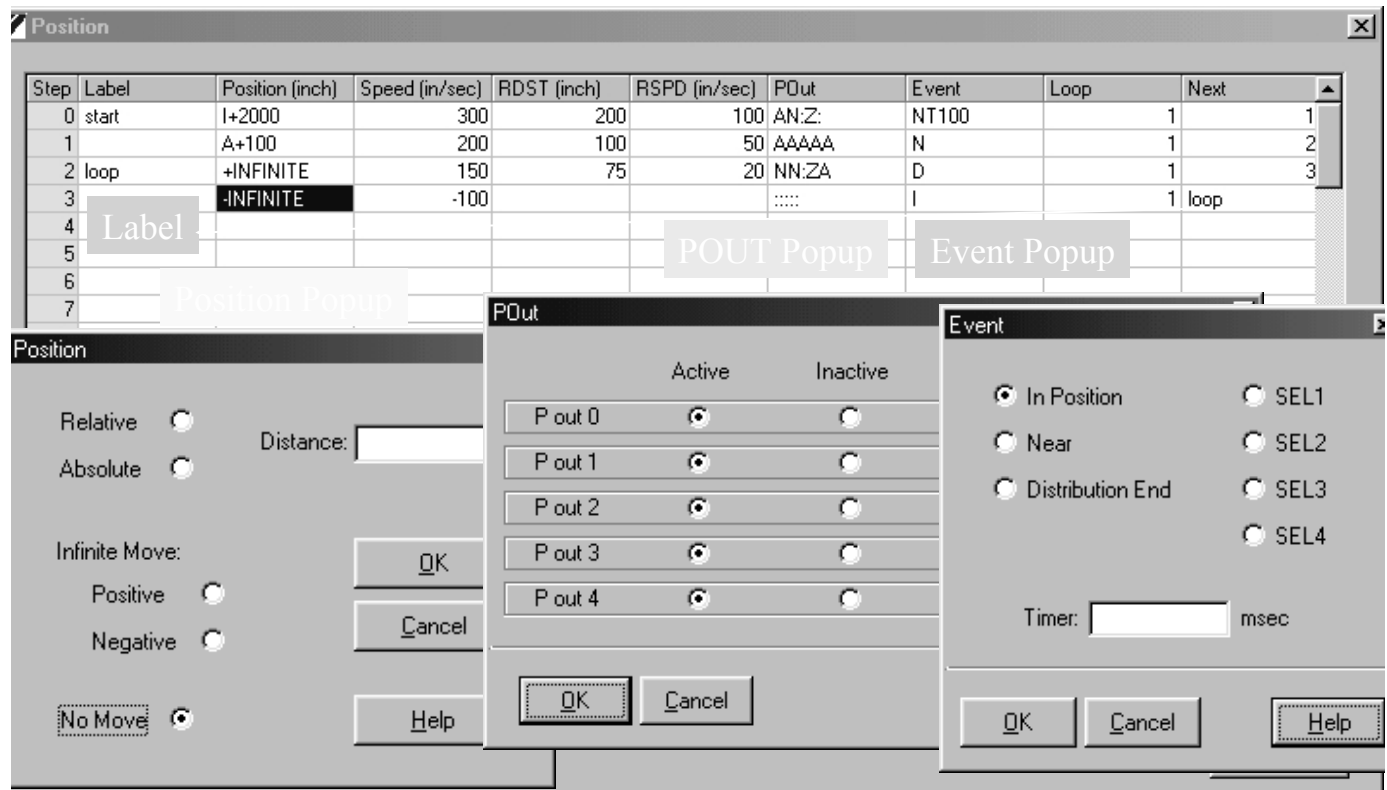 Position
Step Label Position (inch) Speed (in/sec) RDST (inch) RSPD (in/sec) POut Event Loop Next
0 start I+2000 300 200 100 AN:Z: NT100 1 1
1 A+100 200 100 50 AAAAA N 1 2
2 loop +INFINITE 150 75 20 NN:ZA D 1 3
3 -INFINITE -100 ::::: I 1 loop
4
5
6
7
Label
POUT Popup
Event Popup
Position Popup
Position
Relative
Absolute
Distance:
Infinite Move:
Positive
Negative
No Move
OK
Cancel
Help
POut
Active Inactive
P out 0
P out 1
P out 2
P out 3
P out 4
OK Cancel
Event
In Position SEL1
Near SEL2
Distribution End SEL3
SEL4
Timer: msec
OK Cancel Help